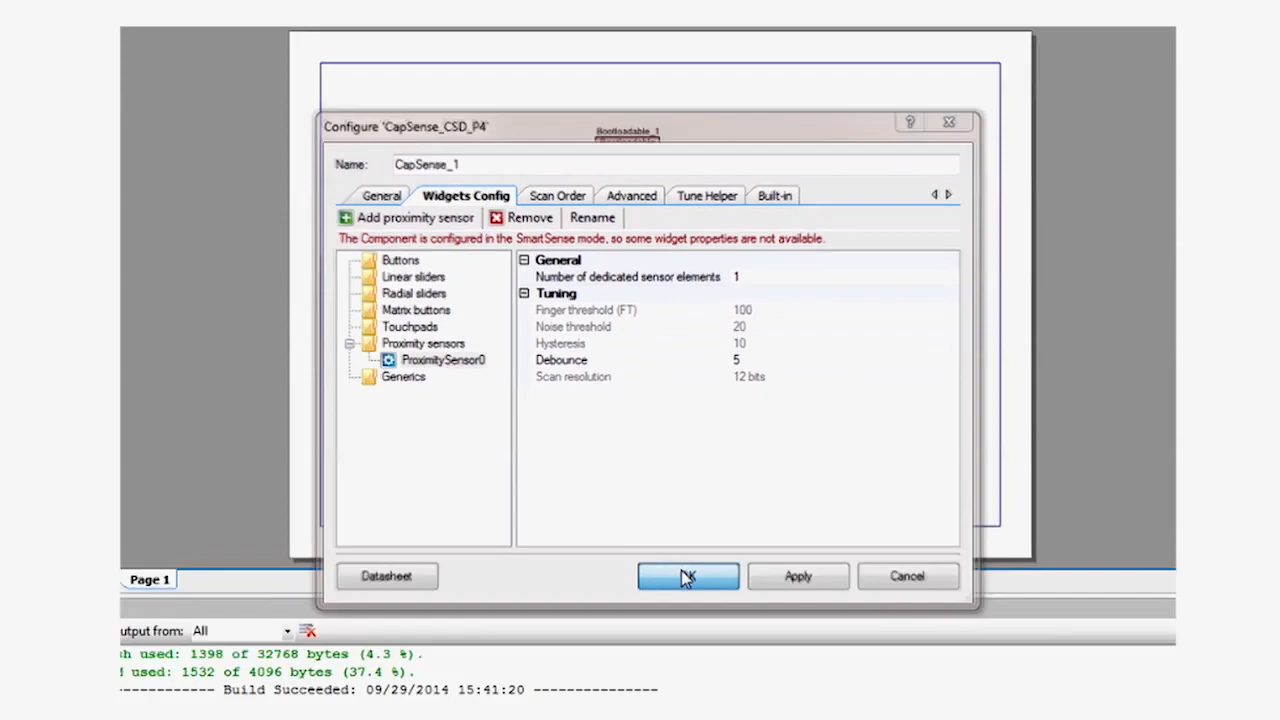 Bootloadable_1
Configure 'CapSense_CSD_P4'
Name: CapSense_1
General Widgets Config Scan Order Advanced Tune Helper Built-in
Add proximity sensor Remove Rename
The Component is configured in the SmartSense mode, so some widget properties are not available.
Buttons
Linear sliders
Radial sliders
Matrix buttons
Touchpads
Proximity sensors
ProximitySensor0
Generics
General
Number of dedicated sensor elements 1
Tuning
Finger threshold (FT) 100
Noise threshold 20
Hysteresis 10
Debounce 5
Scan resolution 12 bits
Datasheet Apply Cancel
Page 1
utput from: All
sh used: 1398 of 32768 bytes (4.3 %).
used: 1532 of 4096 bytes (37.4 %).
------------ Build Succeeded: 09/29/2014 15:41:20 ---------------